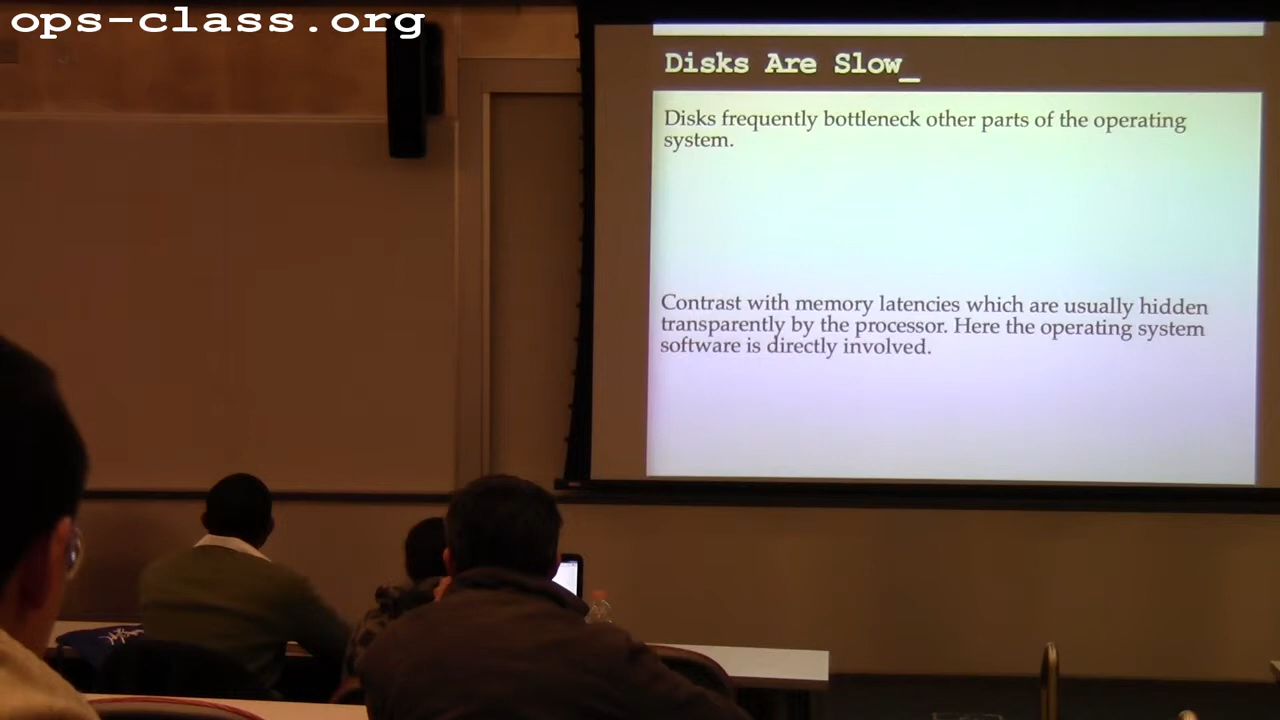 ops-class.org
Disks Are Slow_
Disks frequently bottleneck other parts of the operating
system.
Contrast with memory latencies which are usually hidden
transparently by the processor. Here the operating system
software is directly involved.